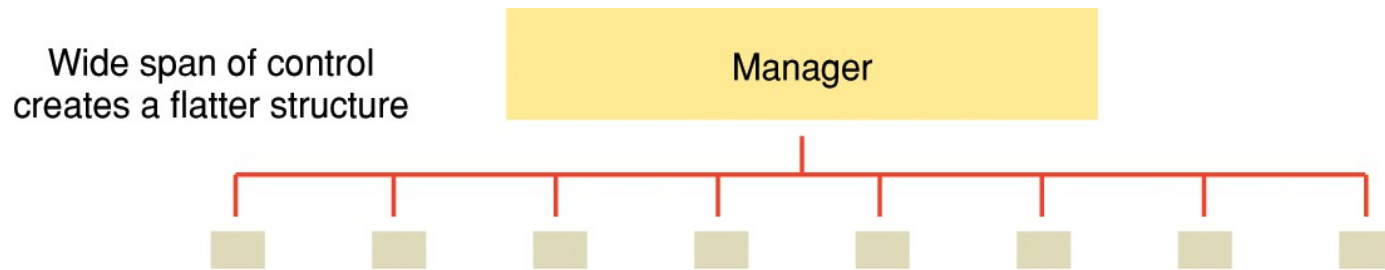 Wide span of control
creates a flatter structure
Manager